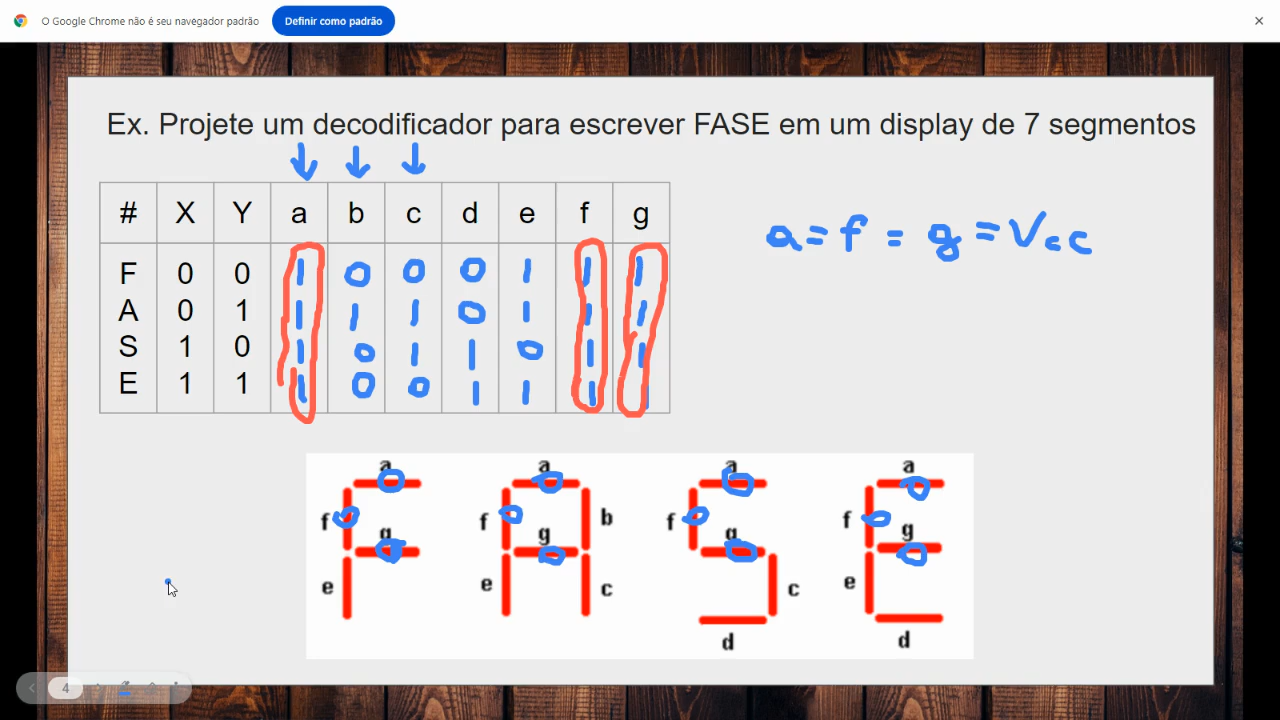 O Google Chrome não é seu navegador padrão Definir como padrão
Ex. Projete um decodificador para escrever FASE em um display de 7 segmentos
# X Y a b c d e f g
F 0 0 1 0 0 0 1 1 1
A 0 1 1 1 1 0 1 1 1
S 1 0 1 0 1 1 0 1 1
E 1 1 1 0 0 1 1 1 1
a = f = g = Vcc
a a a a
f f b f f
g g g g
e e c c e
d d
4